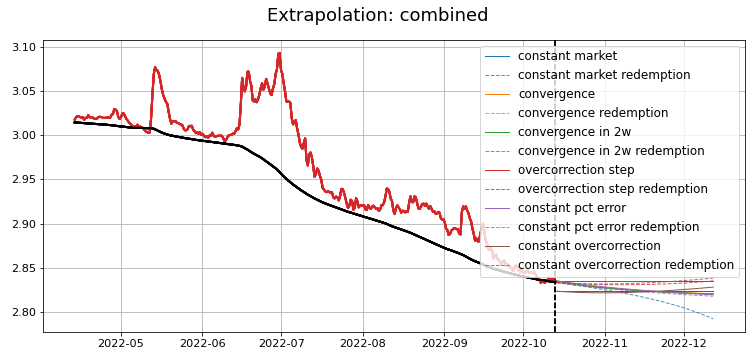 Extrapolation: combined
3.10
3.05
3.00
2.95
2.90
2.85
2.80
constant market
constant market redemption
convergence
convergence redemption
convergence in 2w
convergence in 2w redemption
overcorrection step
overcorrection step redemption
constant pct error
constant pct error redemption
constant overcorrection
constant overcorrection redemption
2022-05
2022-06
2022-07
2022-08
2022-09
2022-10
2022-11
2022-12